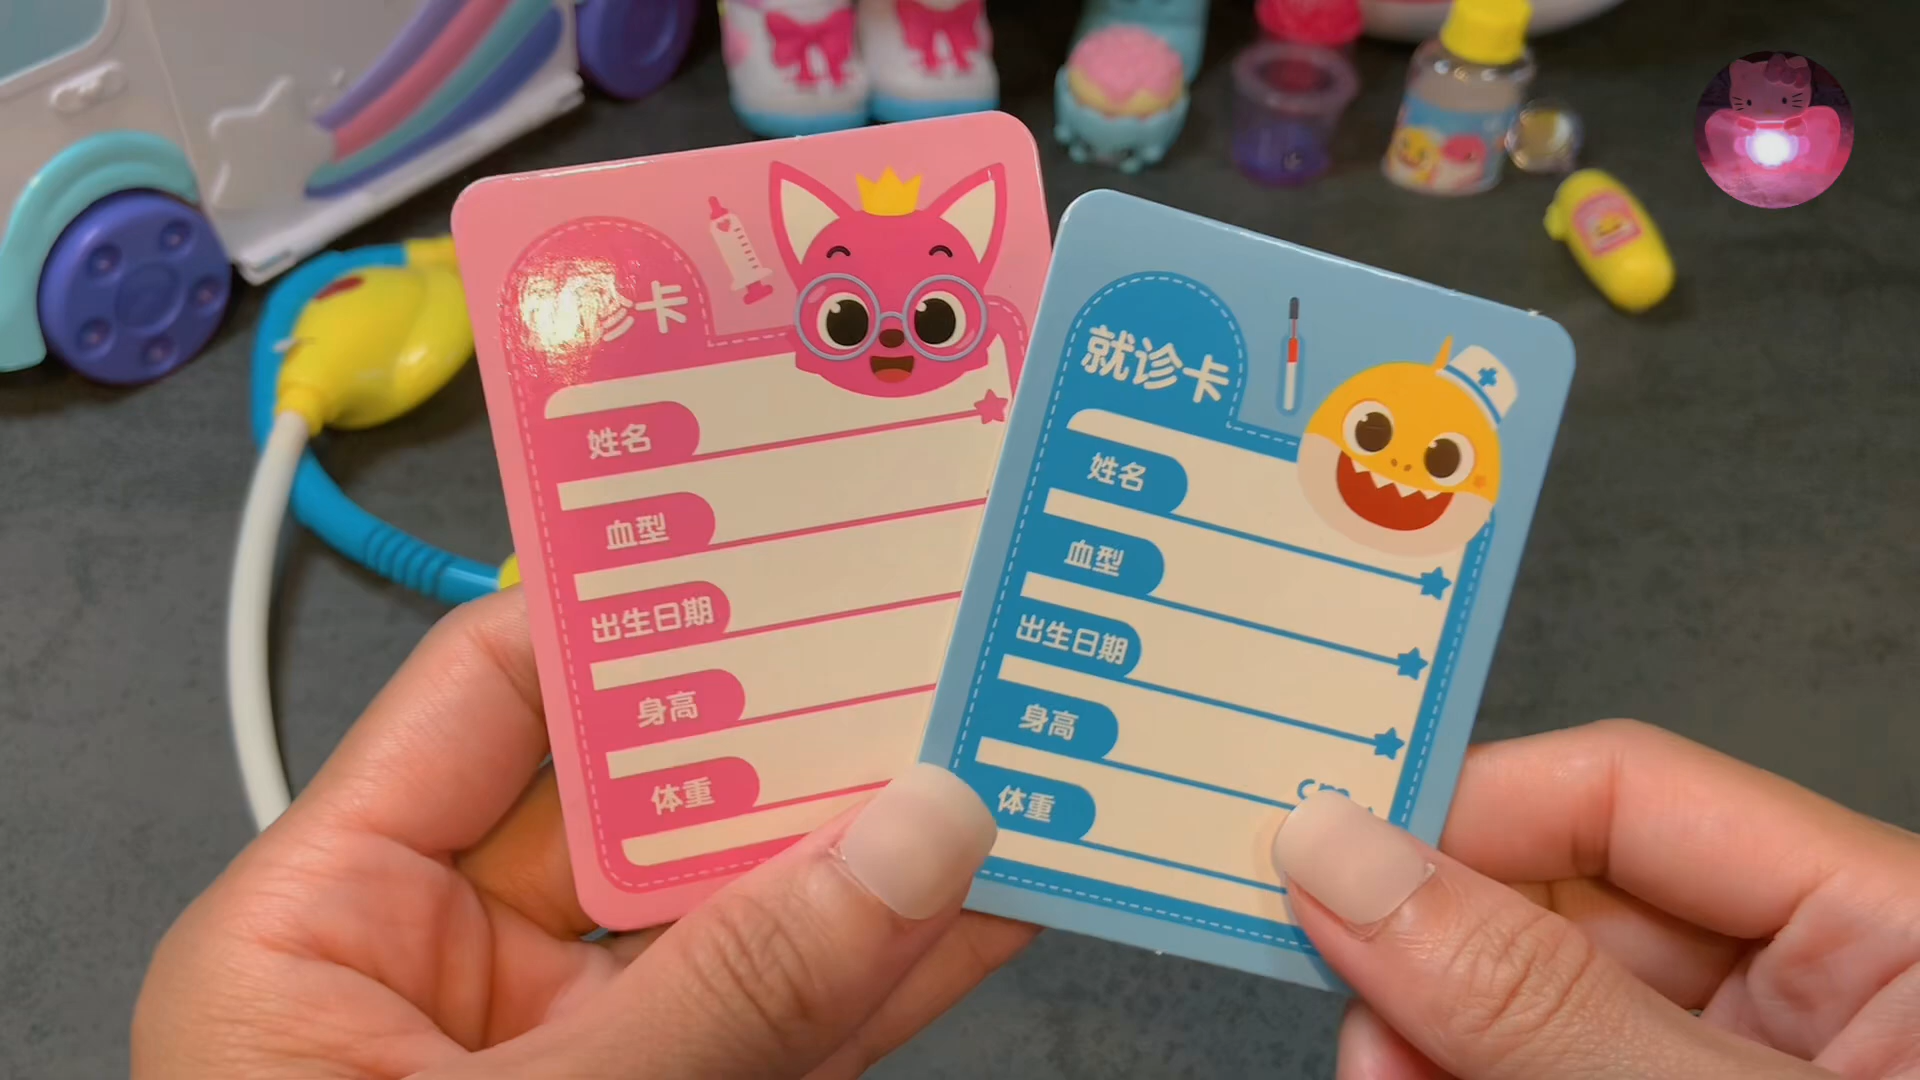 诊卡
姓名
血型
出生日期
身高
体重
就诊卡
姓名
血型
出生日期
身高
体重